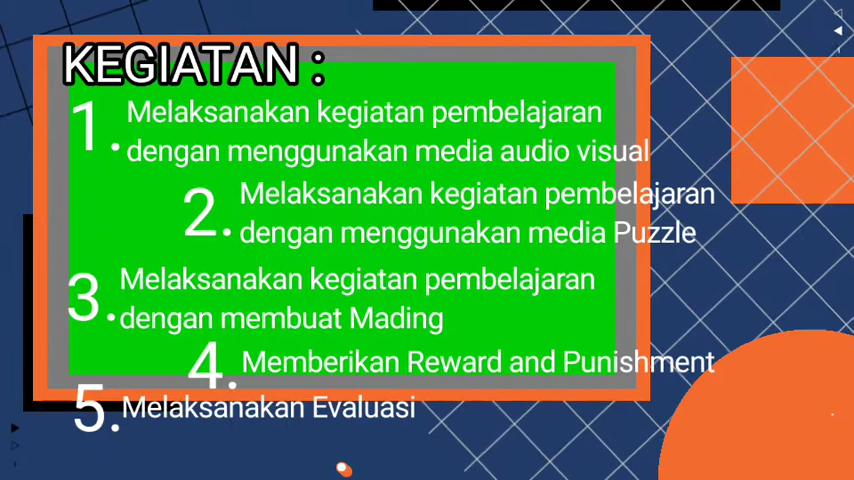 KEGIATAN :
1. Melaksanakan kegiatan pembelajaran
dengan menggunakan media audio visual
2. Melaksanakan kegiatan pembelajaran
dengan menggunakan media Puzzle
3. Melaksanakan kegiatan pembelajaran
dengan membuat Mading
4. Memberikan Reward and Punishment
5. Melaksanakan Evaluasi